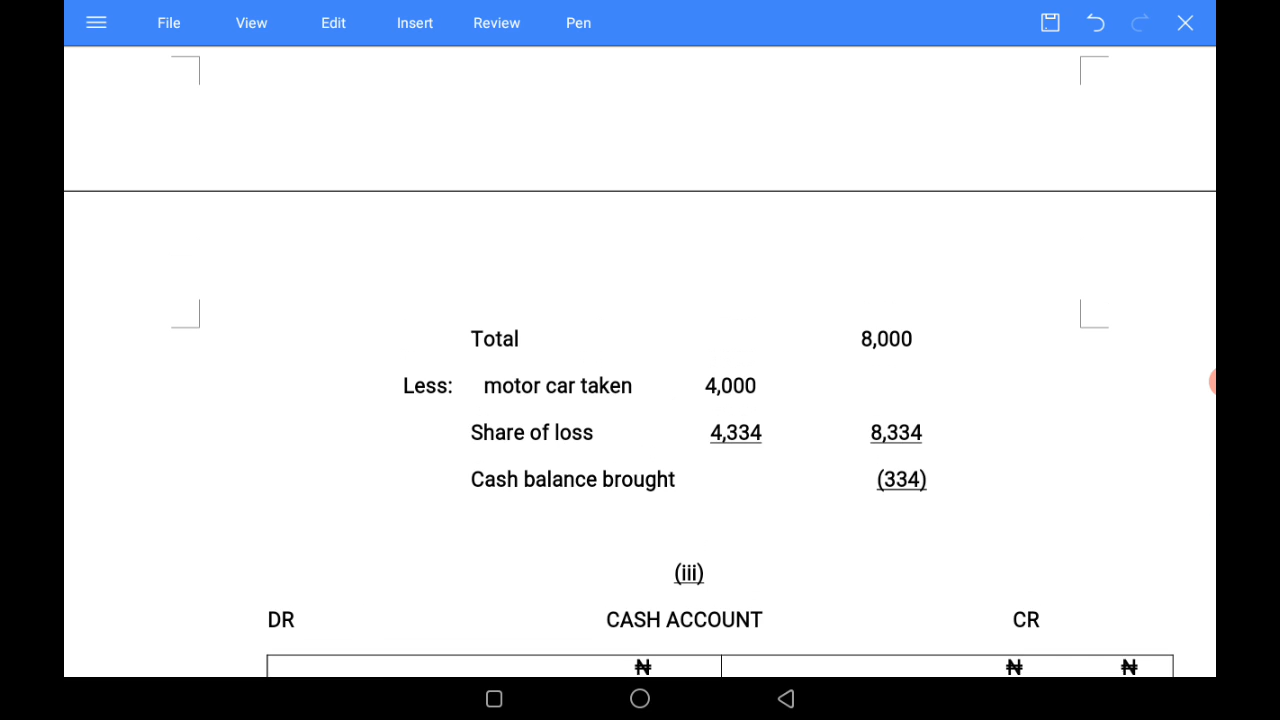 File View Edit Insert Review Pen
Total 8,000
Less: motor car taken 4,000
Share of loss 4,334 8,334
Cash balance brought (334)
(iii)
DR CASH ACCOUNT CR
₦ ₦ ₦